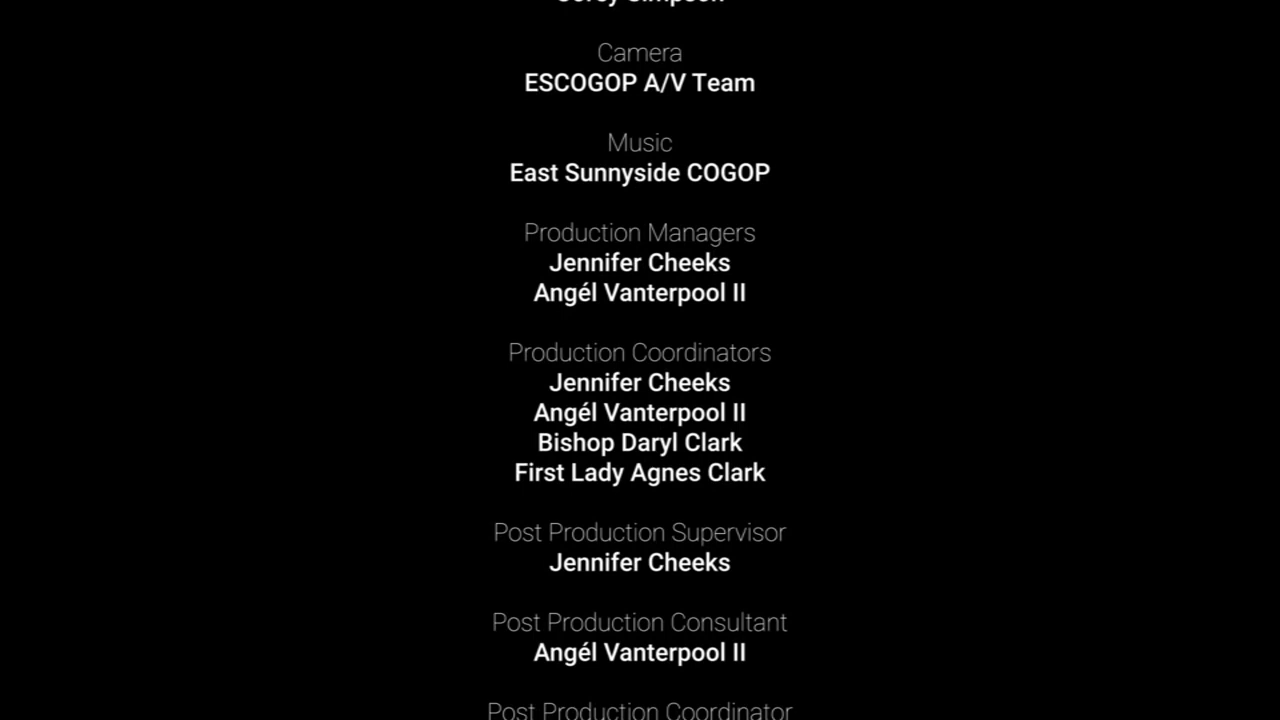 Camera
ESCOGOP A/V Team
Music
East Sunnyside COGOP
Production Managers
Jennifer Cheeks
Angél Vanterpool II
Production Coordinators
Jennifer Cheeks
Angél Vanterpool II
Bishop Daryl Clark
First Lady Agnes Clark
Post Production Supervisor
Jennifer Cheeks
Post Production Consultant
Angél Vanterpool II
Post Production Coordinator